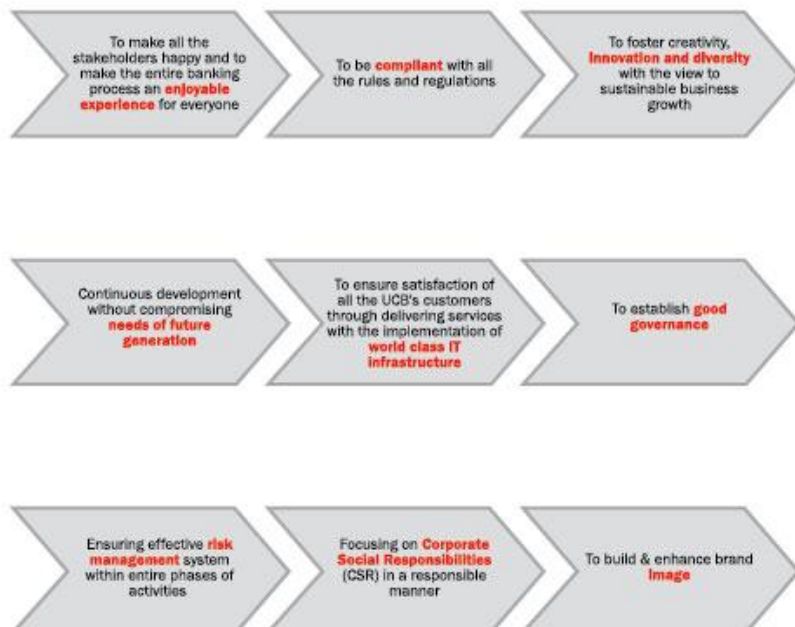 To make all the
stakeholders happy and to
make the entire banking
process an enjoyable
experience for everyone
To be compliant with all
the rules and regulations
To foster creativity,
innovation and diversity
with the view to
sustainable business
growth
Continuous development
without compromising
needs of future
generation
To ensure satisfaction of
all the UCB's customers
through delivering services
with the implementation of
world class IT
infrastructure
To establish good
governance
Ensuring effective risk
management system
within entire phases of
activities
Focusing on Corporate
Social Responsibilities
(CSR) in a responsible
manner
To build & enhance brand
image